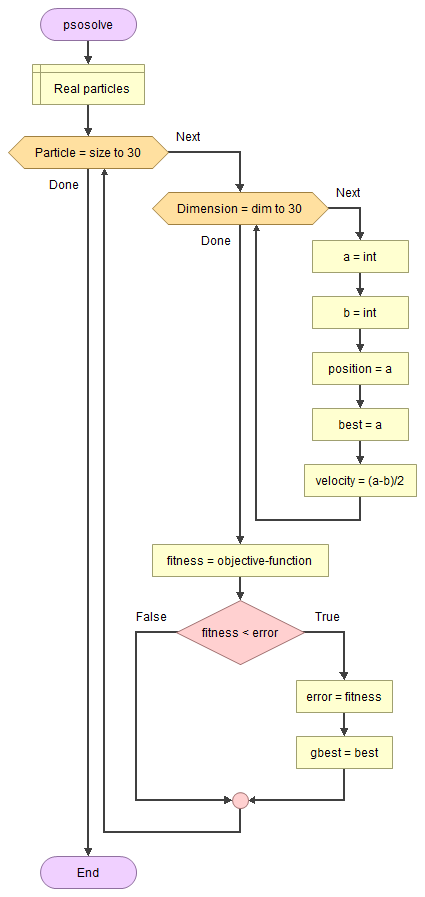 psosolve
Real particles
Particle = size to 30
Next
Done
Dimension = dim to 30
Next
Done
a = int
b = int
position = a
best = a
velocity = (a-b)/2
fitness = objective-function
fitness < error
False
True
error = fitness
gbest = best
End